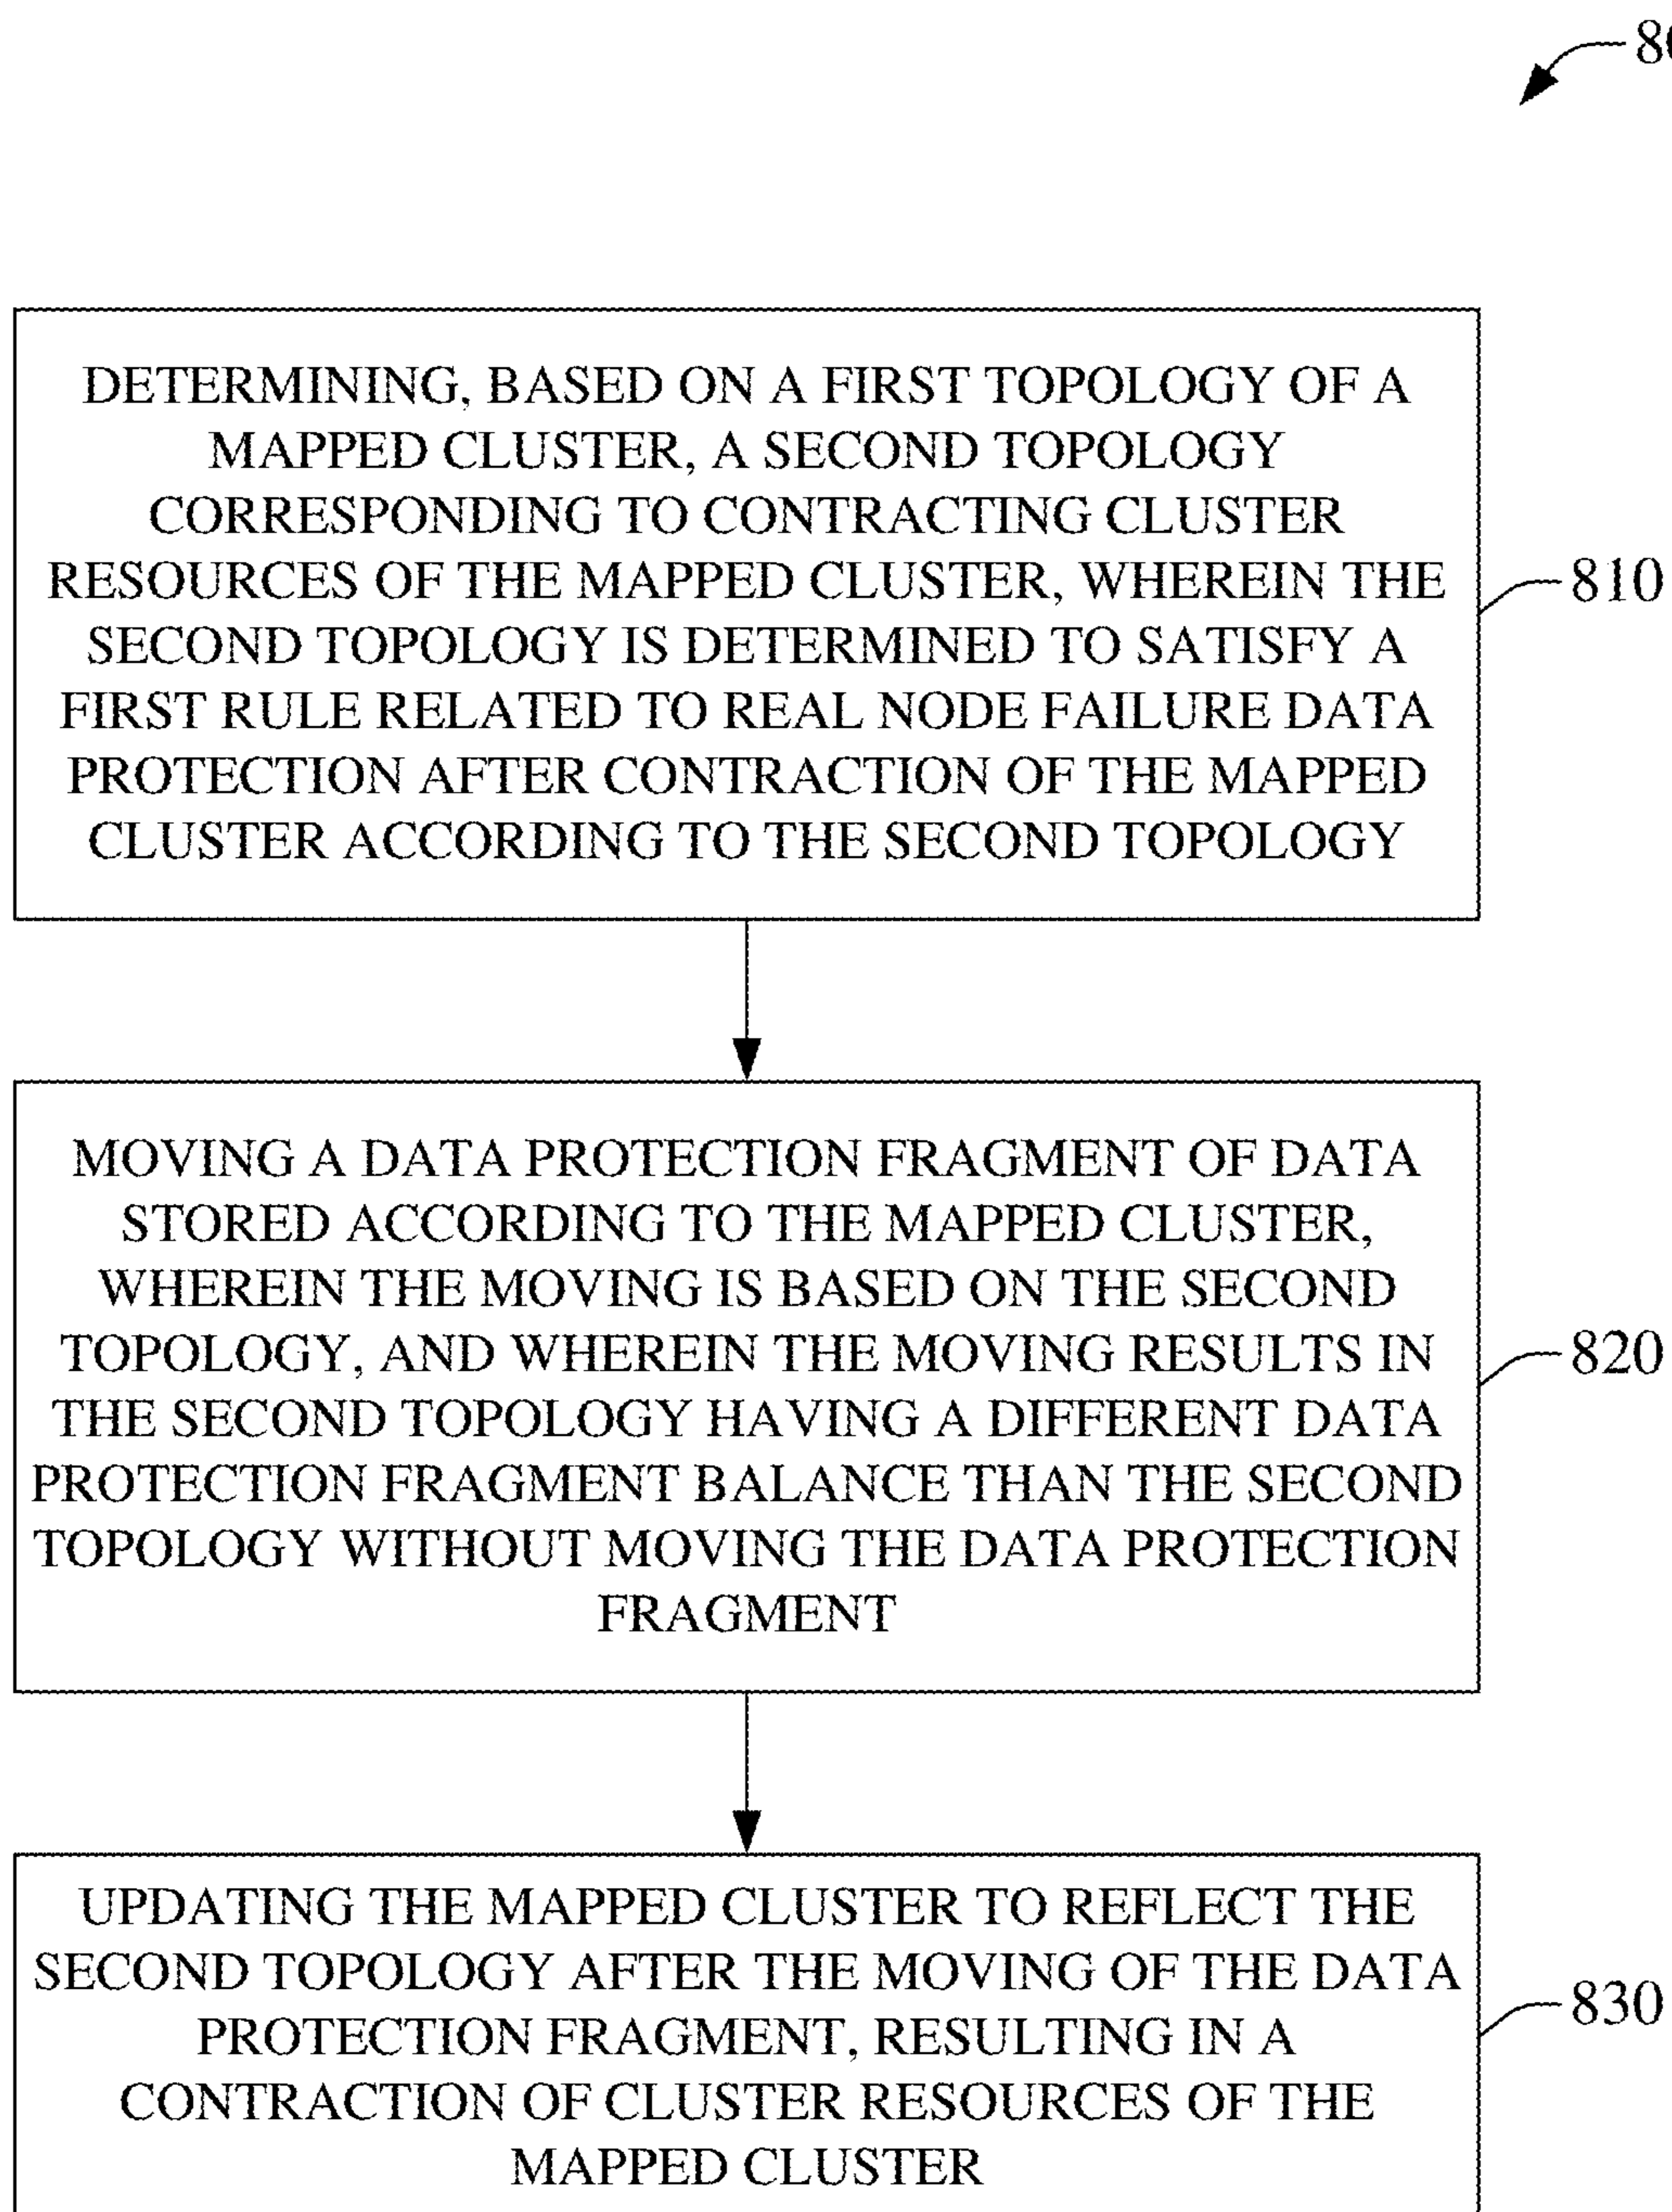 DETERMINING, BASED ON A FIRST TOPOLOGY OF A
MAPPED CLUSTER, A SECOND TOPOLOGY
CORRESPONDING TO CONTRACTING CLUSTER
RESOURCES OF THE MAPPED CLUSTER, WHEREIN THE
SECOND TOPOLOGY IS DETERMINED TO SATISFY A
FIRST RULE RELATED TO REAL NODE FAILURE DATA
PROTECTION AFTER CONTRACTION OF THE MAPPED
CLUSTER ACCORDING TO THE SECOND TOPOLOGY
810
MOVING A DATA PROTECTION FRAGMENT OF DATA
STORED ACCORDING TO THE MAPPED CLUSTER,
WHEREIN THE MOVING IS BASED ON THE SECOND
TOPOLOGY, AND WHEREIN THE MOVING RESULTS IN
THE SECOND TOPOLOGY HAVING A DIFFERENT DATA
PROTECTION FRAGMENT BALANCE THAN THE SECOND
TOPOLOGY WITHOUT MOVING THE DATA PROTECTION
FRAGMENT
820
UPDATING THE MAPPED CLUSTER TO REFLECT THE
SECOND TOPOLOGY AFTER THE MOVING OF THE DATA
PROTECTION FRAGMENT, RESULTING IN A
CONTRACTION OF CLUSTER RESOURCES OF THE
MAPPED CLUSTER
830